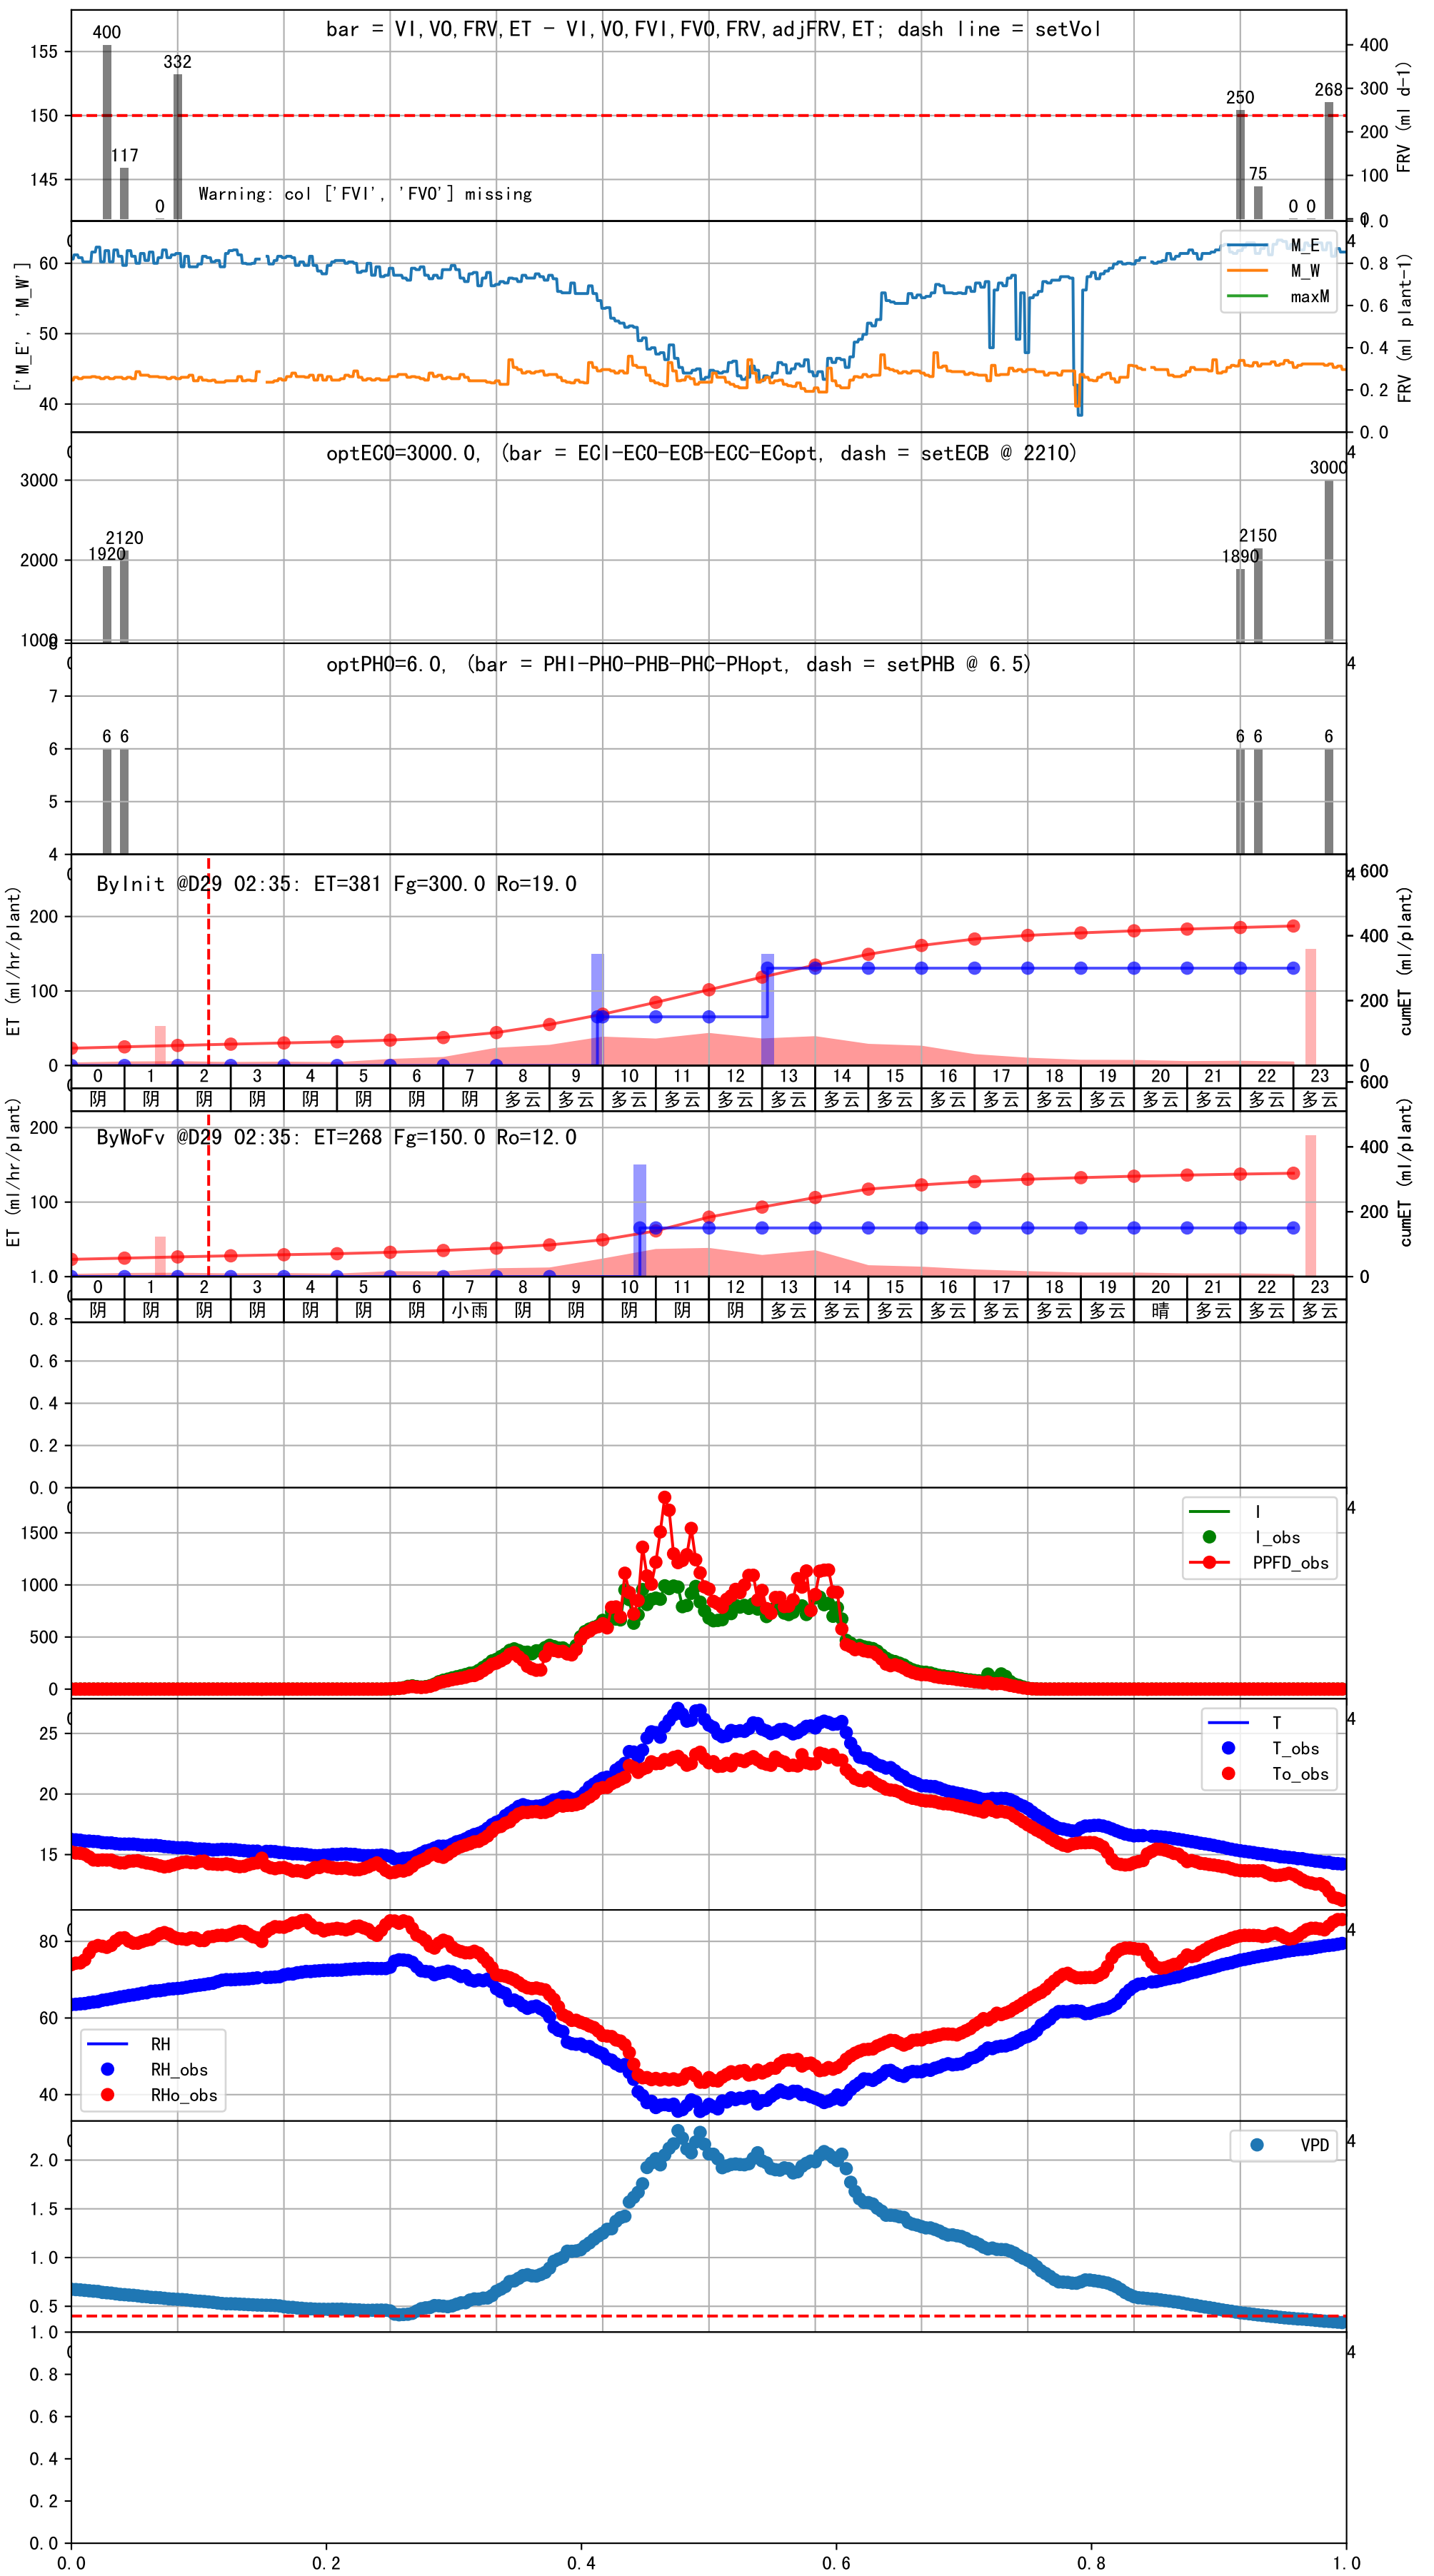 bar = VI,VO,FRV,ET - VI,VO,FVI,FVO,FRV,adjFRV,ET; dash line = setVol
400
117
0
332
250
75
0
0
268
Warning: col ['FVI', 'FVO'] missing
155
150
145
400
300
200
100
0
FRV (ml d-1)
1.0
['M_E', 'M_W']
60
50
40
M_E
M_W
maxM
0.8
0.6
0.4
0.2
0.0
FRV (ml plant-1)
optECO=3000.0, (bar = ECI-ECO-ECB-ECC-ECopt, dash = setECB @ 2210)
3000
2000
1000
1920
2120
1890
2150
3000
optPHO=6.0, (bar = PHI-PHO-PHB-PHC-PHopt, dash = setPHB @ 6.5)
8
7
6
5
4
6 6
6 6
6
ByInit @D29 02:35: ET=381 Fg=300.0 Ro=19.0
ET (ml/hr/plant)
200
100
0
600
400
200
0
cumET (ml/plant)
0 1 2 3 4 5 6 7 8 9 10 11 12 13 14 15 16 17 18 19 20 21 22 23
阴 阴 阴 阴 阴 阴 阴 阴 多云 多云 多云 多云 多云 多云 多云 多云 多云 多云 多云 多云 多云 多云 多云 多云
ByWoFv @D29 02:35: ET=268 Fg=150.0 Ro=12.0
ET (ml/hr/plant)
200
100
600
400
200
0
cumET (ml/plant)
0 1 2 3 4 5 6 7 8 9 10 11 12 13 14 15 16 17 18 19 20 21 22 23
阴 阴 阴 阴 阴 阴 阴 小雨 阴 阴 阴 阴 阴 多云 多云 多云 多云 多云 多云 多云 晴 多云 多云 多云
1.0
0.8
0.6
0.4
0.2
0.0
1500
1000
500
0
I
I_obs
PPFD_obs
25
20
15
T
T_obs
To_obs
80
60
40
RH
RH_obs
RHo_obs
2.0
1.5
1.0
0.5
VPD
1.0
0.8
0.6
0.4
0.2
0.0
0.0 0.2 0.4 0.6 0.8 1.0